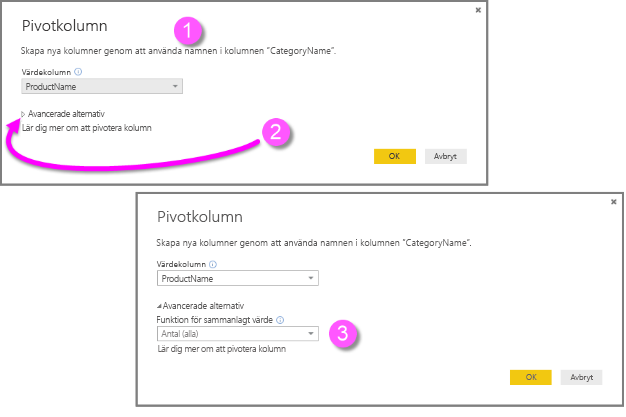 Pivotkolumn
1
Skapa nya kolumner genom att använda namnen i kolumnen "CategoryName".
Värdekolumn
ProductName
Avancerade alternativ
Lär dig mer om att pivotera kolumn
2
OK Avbryt
Pivotkolumn
Skapa nya kolumner genom att använda namnen i kolumnen "CategoryName".
Värdekolumn
ProductName
Avancerade alternativ
Funktion för sammanlagt värde
Antal (alla)
3
Lär dig mer om att pivotera kolumn
OK Avbryt